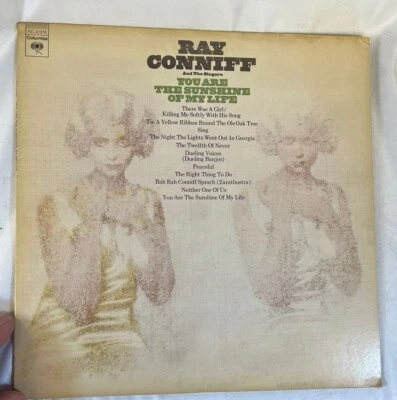 Columbia
RAY
CONNIFF
And The Singers
YOU ARE
THE SUNSHINE
OF MY LIFE
There Was A Girl/
Killing Me Softly With His Song
Tie A Yellow Ribbon Round The Ole Oak Tree
Sing
The Night The Lights Went Out In Georgia
The Twelfth Of Never
Dueling Voices
(Dueling Banjos)
Peaceful
The Right Thing To Do
Bah Bah Conniff Sprach (Zarathustra)
Neither One Of Us
You Are The Sunshine Of My Life